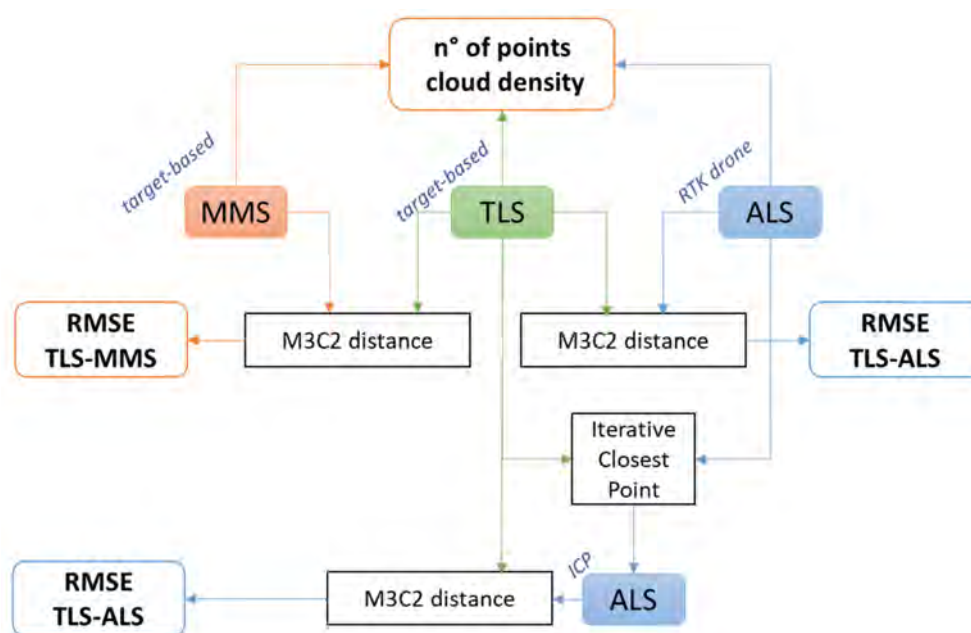 n° of points
cloud density
target-based
target-based
RTK drone
MMS
TLS
ALS
RMSE
TLS-MMS
M3C2 distance
M3C2 distance
RMSE
TLS-ALS
Iterative
Closest
Point
ICP
RMSE
TLS-ALS
M3C2 distance
ALS